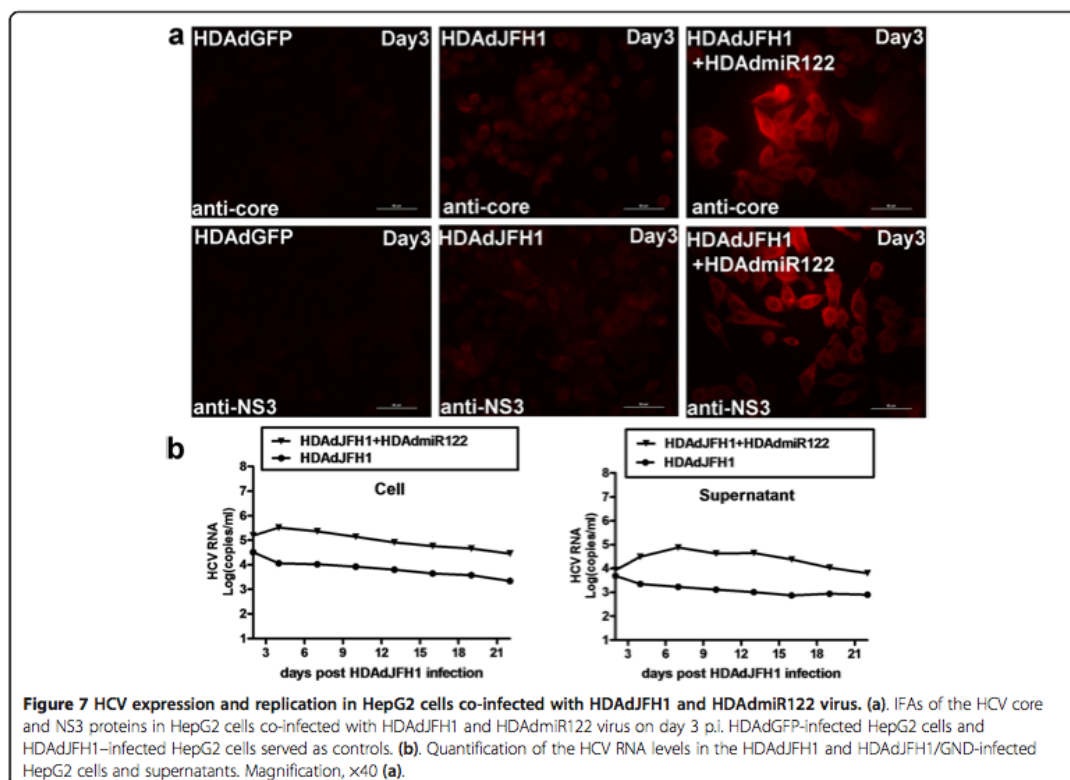 a
HDAdGFP Day3
anti-core
HDAdJFH1 Day3
anti-core
HDAdJFH1 Day3
+HDAdmiR122
anti-core
HDAdGFP Day3
anti-NS3
HDAdJFH1 Day3
anti-NS3
HDAdJFH1 Day3
+HDAdmiR122
anti-NS3
b
HDAdJFH1+HDAdmiR122
HDAdJFH1
Cell
HCV RNA
Log(copies/ml)
8
7
6
5
4
3
2
1
3 6 9 12 15 18 21
days post HDAdJFH1 infection
HDAdJFH1+HDAdmiR122
HDAdJFH1
Supernatant
HCV RNA
Log(copies/ml)
8
7
6
5
4
3
2
1
3 6 9 12 15 18 21
days post HDAdJFH1 infection
Figure 7 HCV expression and replication in HepG2 cells co-infected with HDAdJFH1 and HDAdmiR122 virus. (a). IFAs of the HCV core
and NS3 proteins in HepG2 cells co-infected with HDAdJFH1 and HDAdmiR122 virus on day 3 p.i. HDAdGFP-infected HepG2 cells and
HDAdJFH1–infected HepG2 cells served as controls. (b). Quantification of the HCV RNA levels in the HDAdJFH1 and HDAdJFH1/GND-infected
HepG2 cells and supernatants. Magnification, ×40 (a).